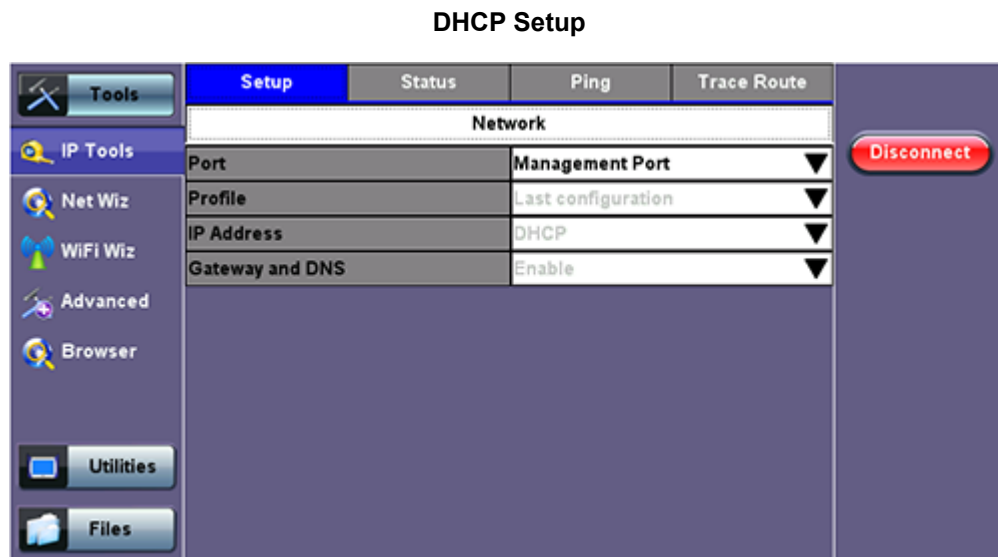 DHCP Setup
Tools
Setup Status Ping Trace Route
Network
IP Tools
Port Management Port
Disconnect
Net Wiz
Profile Last configuration
IP Address DHCP
WiFi Wiz
Gateway and DNS Enable
Advanced
Browser
Utilities
Files